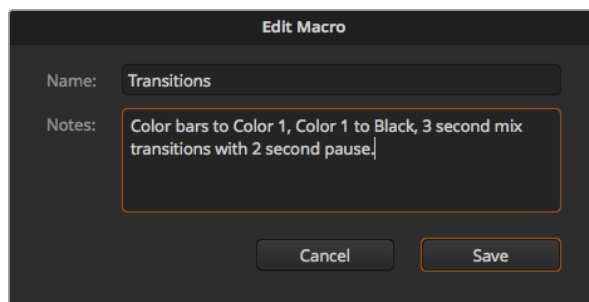 Edit Macro
Name: Transitions
Notes: Color bars to Color 1, Color 1 to Black, 3 second mix
transitions with 2 second pause.
Cancel Save